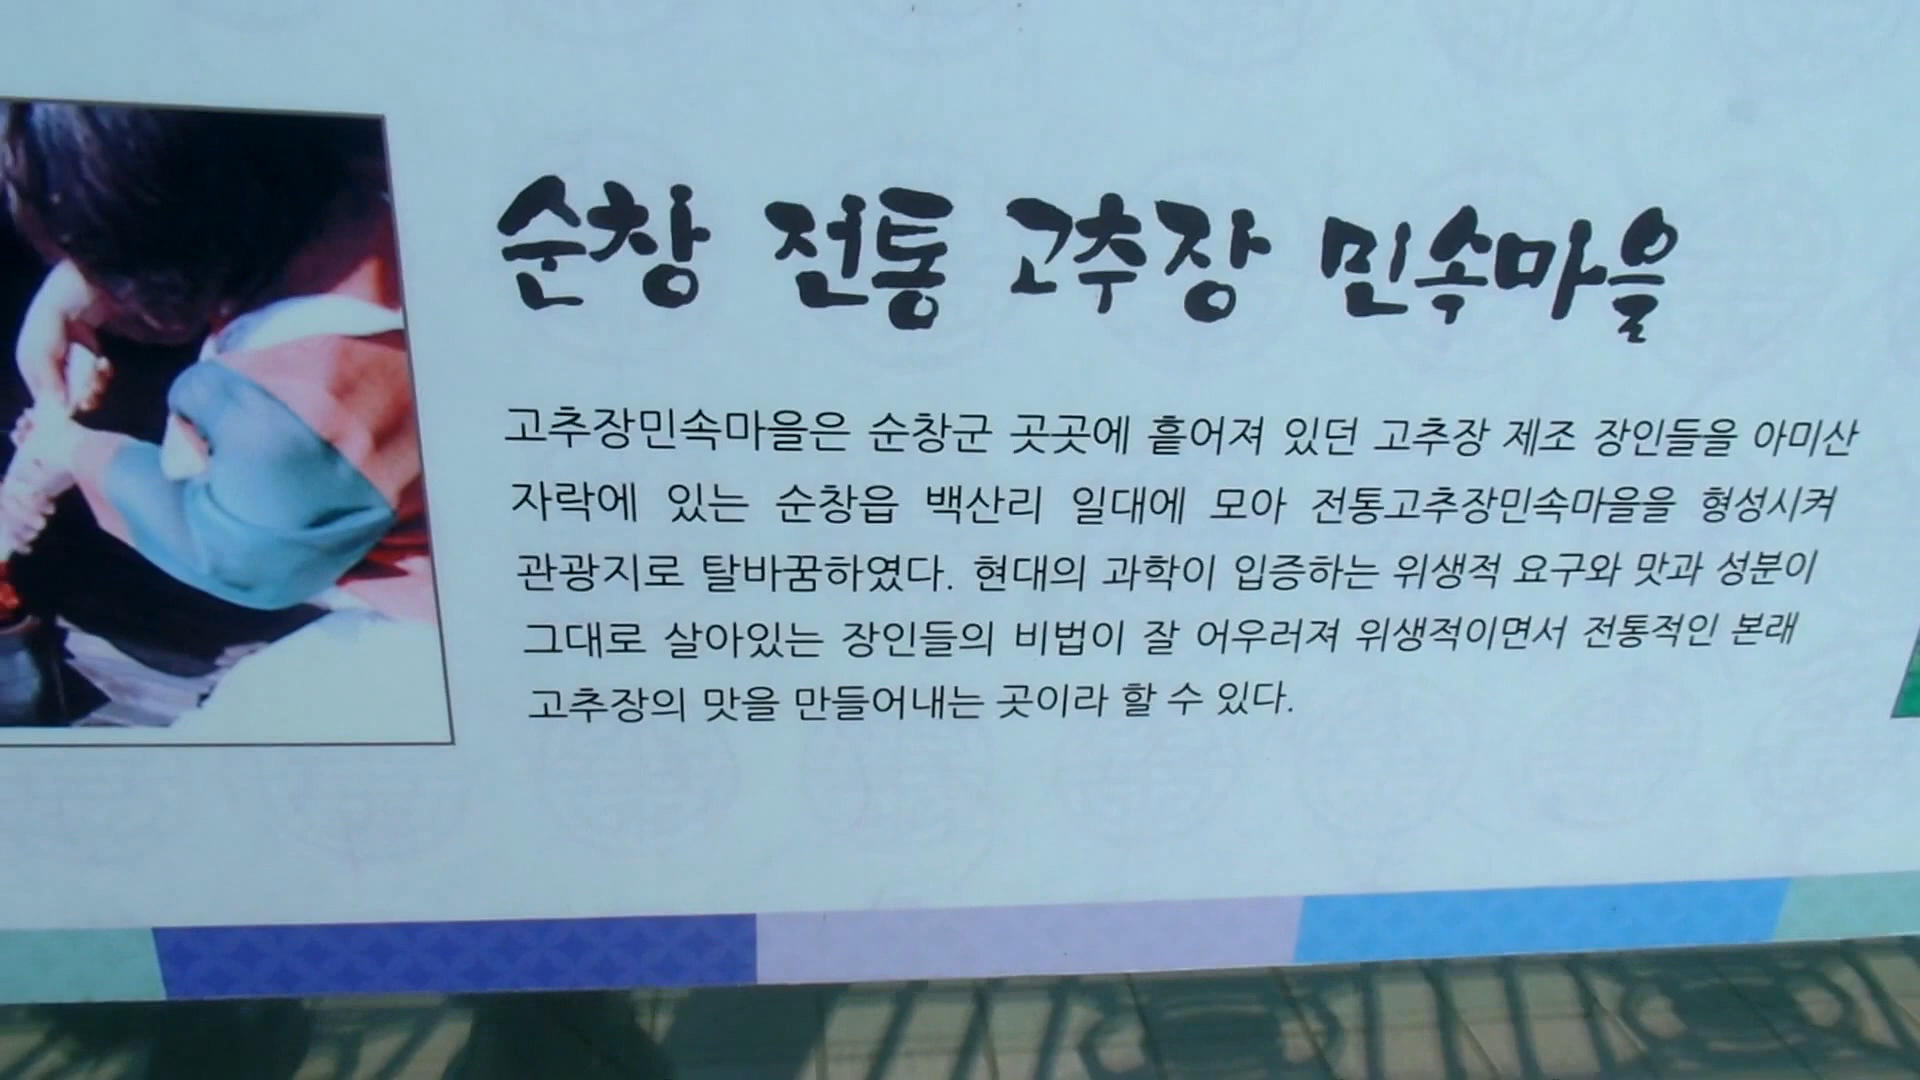 순창 전통 고추장 민속마을
고추장민속마을은 순창군 곳곳에 흩어져 있던 고추장 제조 장인들을 아미산
자락에 있는 순창읍 백산리 일대에 모아 전통고추장민속마을을 형성시켜
관광지로 탈바꿈하였다. 현대의 과학이 입증하는 위생적 요구와 맛과 성분이
그대로 살아있는 장인들의 비법이 잘 어우러져 위생적이면서 전통적인 본래
고추장의 맛을 만들어내는 곳이라 할 수 있다.